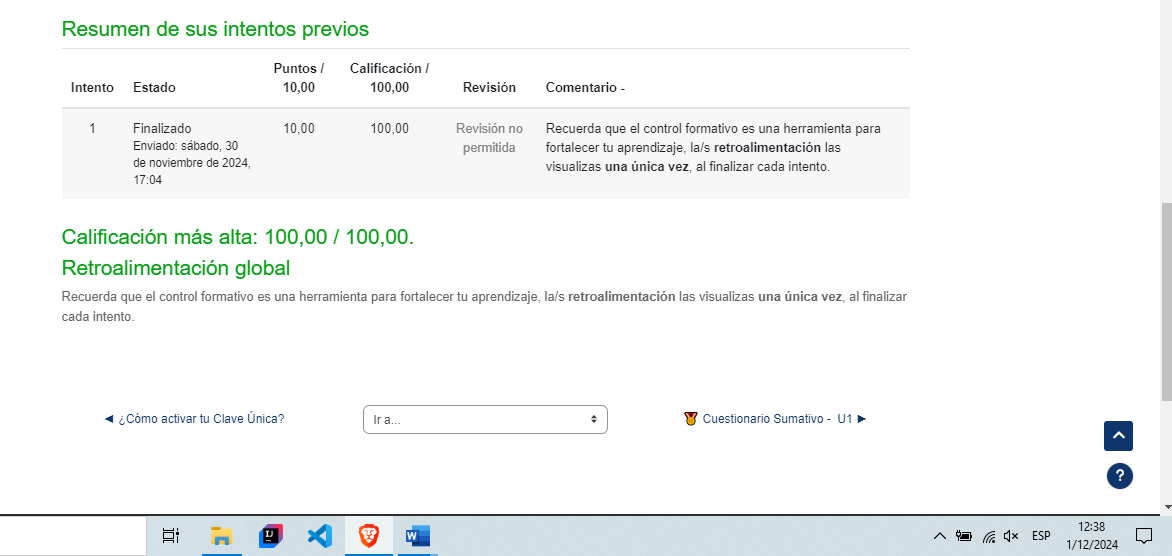 Resumen de sus intentos previos
Intento Estado Puntos / 10,00 Calificación / 100,00 Revisión Comentario -
1 Finalizado 10,00 100,00 Revisión no permitida Recuerda que el control formativo es una herramienta para
Enviado: sábado, 30 fortalecer tu aprendizaje, la/s retroalimentación las
de noviembre de 2024, visualizas una única vez, al finalizar cada intento.
17:04
Calificación más alta: 100,00 / 100,00.
Retroalimentación global
Recuerda que el control formativo es una herramienta para fortalecer tu aprendizaje, la/s retroalimentación las visualizas una única vez, al finalizar
cada intento.
◄ ¿Cómo activar tu Clave Única? Ir a... Cuestionario Sumativo - U1 ►
?
IJ W ESP 12:38
1/12/2024